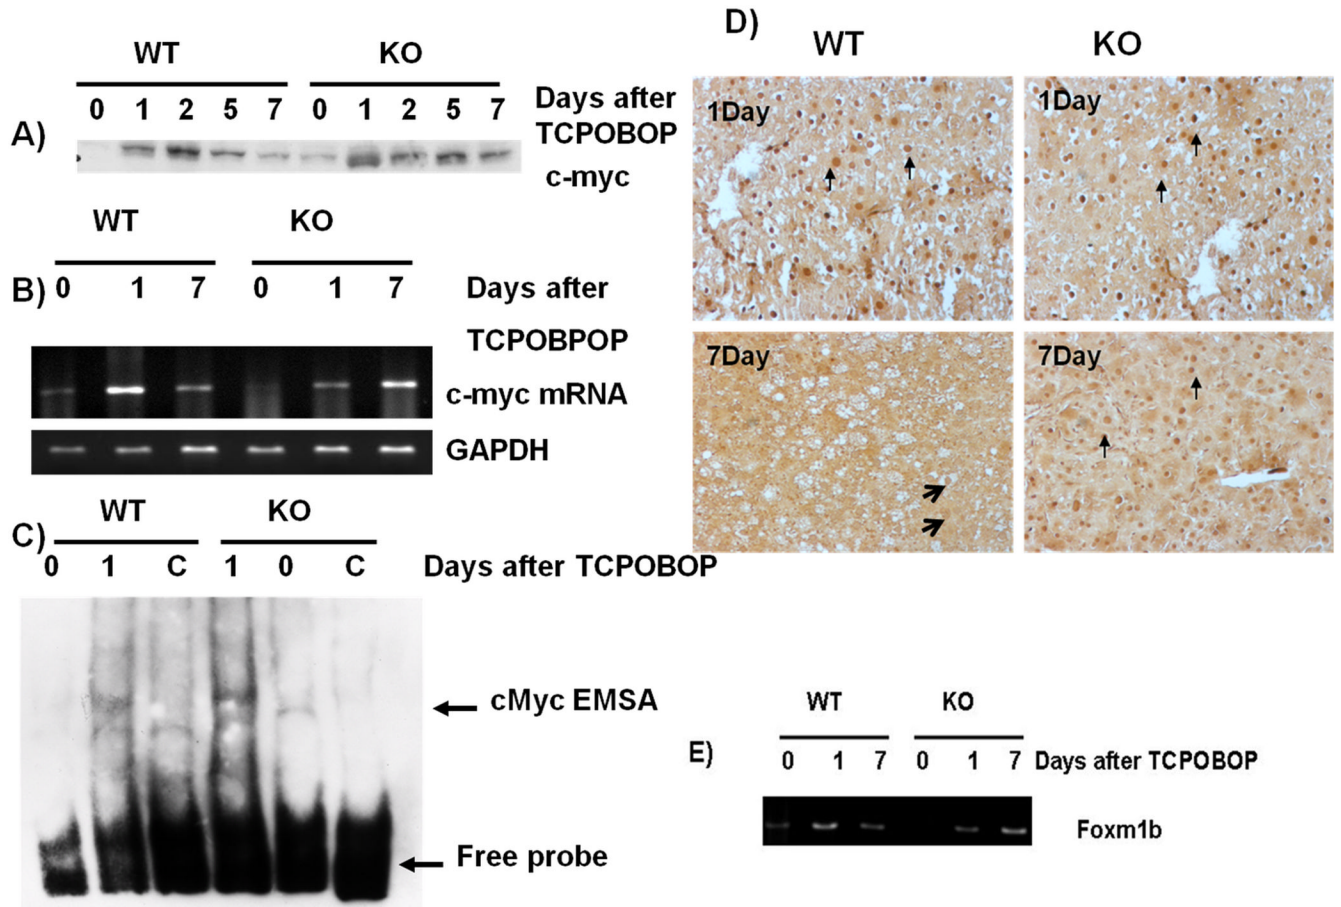 A)
WT KO
0 1 2 5 7 0 1 2 5 7
Days after
TCPOBOP
c-myc
B)
WT KO
0 1 7 0 1 7
Days after
TCPOBPOP
c-myc mRNA
GAPDH
C)
WT KO
0 1 C 1 0 C
Days after TCPOBOP
cMyc EMSA
Free probe
D)
WT KO
1Day 1Day
7Day 7Day
E)
WT KO
0 1 7 0 1 7
Days after TCPOBOP
Foxm1b